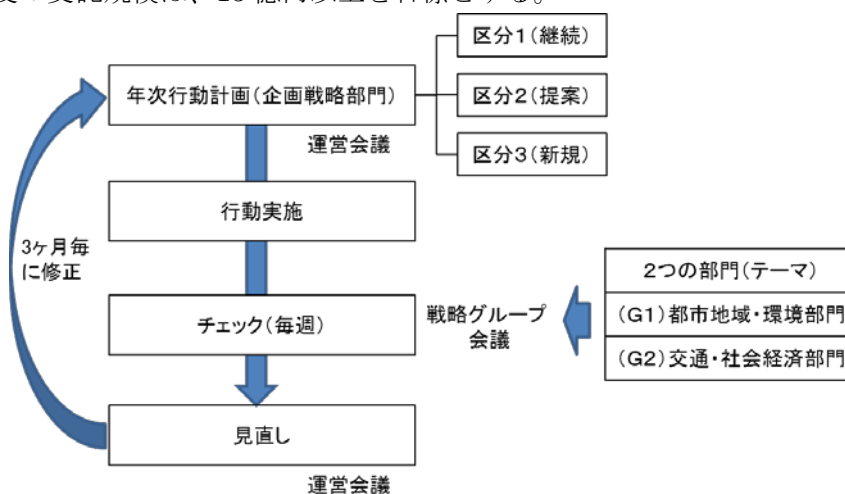 区分1(継続)
年次行動計画(企画戦略部門)
区分2(提案)
運営会議
区分3(新規)
行動実施
3ヶ月毎
に修正
2つの部門(テーマ)
チェック(毎週)
戦略グループ
会議
(G1)都市地域・環境部門
(G2)交通・社会経済部門
見直し
運営会議